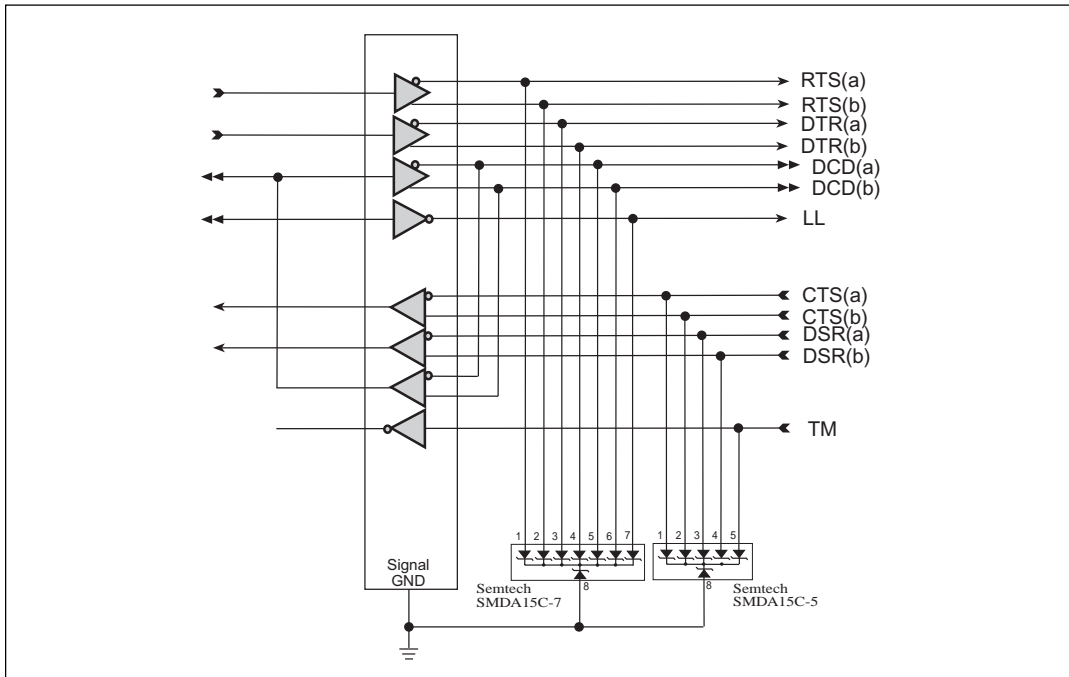 RTS(a)
RTS(b)
DTR(a)
DTR(b)
DCD(a)
DCD(b)
LL
CTS(a)
CTS(b)
DSR(a)
DSR(b)
TM
1 2 3 4 5 6 7
8
1 2 3 4 5
8
Signal
GND
Semtech
SMDA15C-7
Semtech
SMDA15C-5